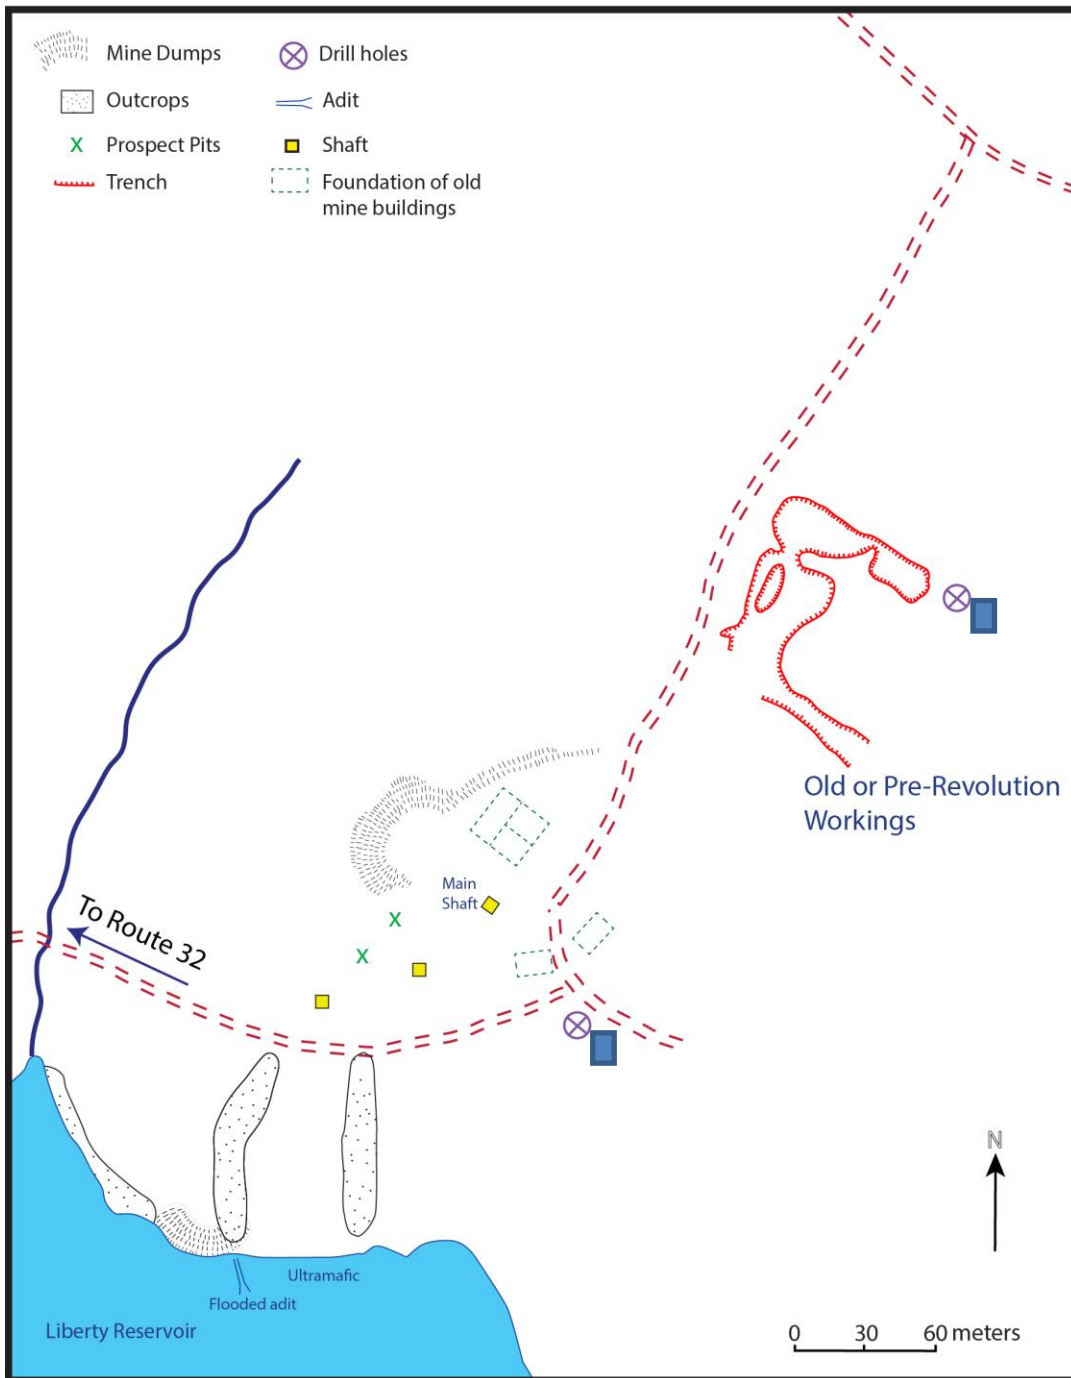 Mine Dumps
Drill holes
Outcrops
Adit
X
Prospect Pits
Shaft
Trench
Foundation of old
mine buildings
Old or Pre-Revolution
Workings
Main
Shaft
X
X
To Route 32
N
Ultramafic
Flooded adit
Liberty Reservoir
0 30 60 meters